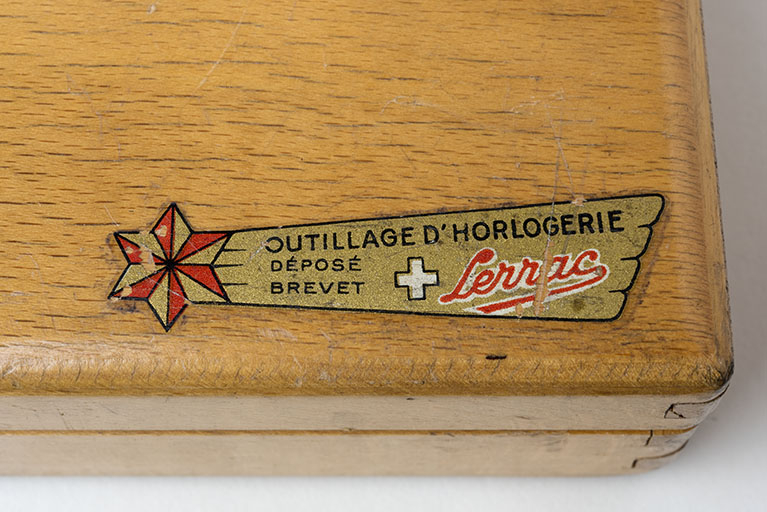 OUTILLAGE D'HORLOGERIE
DÉPOSÉ
BREVET
Lerrac